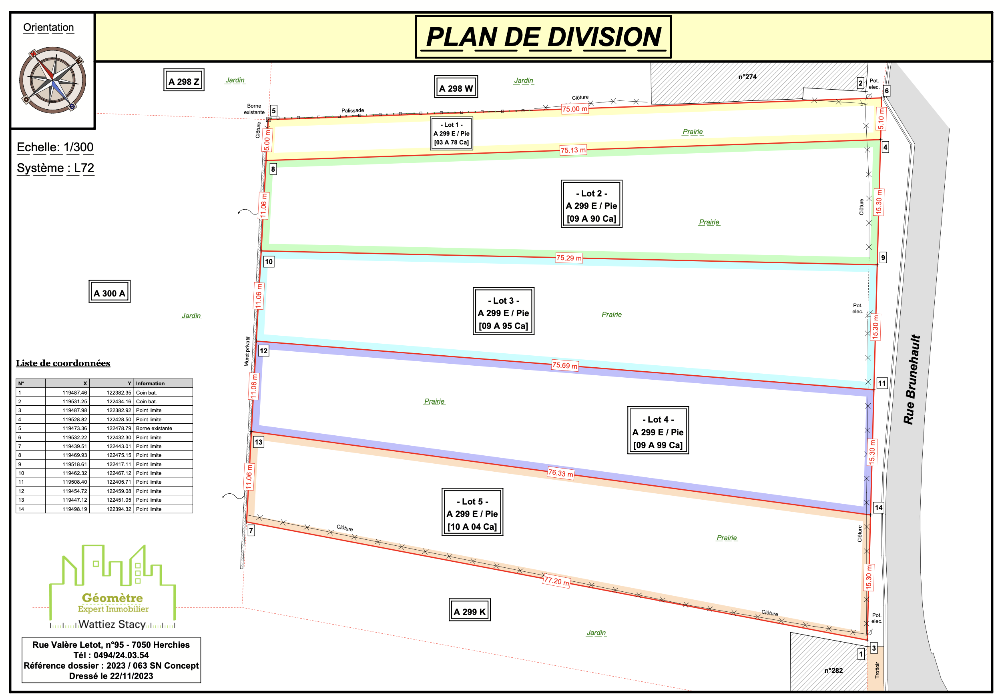 Orientation
N
E
O
S
PLAN DE DIVISION
Echelle: 1/300
Système : L72
A 298 Z
Jardin
A 298 W
Jardin
n°274
2
Pot.
elec.
6
Borne
existante
5
Palissade
Clôture
75.00 m
Clôture
5.00 m
- Lot 1 -
A 299 E / Pie
[03 A 78 Ca]
Prairie
5.10 m
75.13 m
4
8
11.06 m
- Lot 2 -
A 299 E / Pie
[09 A 90 Ca]
Prairie
Clôture
15.30 m
10
75.29 m
9
A 300 A
Jardin
11.06 m
- Lot 3 -
A 299 E / Pie
[09 A 95 Ca]
Prairie
Pot.
elec.
15.30 m
Muret privatif
12
75.69 m
11
Rue Brunehault
11.06 m
Prairie
- Lot 4 -
A 299 E / Pie
[09 A 99 Ca]
15.30 m
13
76.33 m
14
11.06 m
- Lot 5 -
A 299 E / Pie
[10 A 04 Ca]
Prairie
Clôture
15.30 m
7
Clôture
77.20 m
Clôture
Pot.
elec.
A 299 K
Jardin
3
1
n°282
Trottoir
Liste de coordonnées
N° X Y Information
1 119487.46 122382.35 Coin bat.
2 119531.25 122434.16 Coin bat.
3 119487.98 122382.92 Point limite
4 119528.82 122428.50 Point limite
5 119473.36 122478.79 Borne existante
6 119532.22 122432.30 Point limite
7 119439.51 122443.01 Point limite
8 119469.93 122475.15 Point limite
9 119518.61 122417.11 Point limite
10 119462.32 122467.12 Point limite
11 119508.40 122405.71 Point limite
12 119454.72 122459.08 Point limite
13 119447.12 122451.05 Point limite
14 119498.19 122394.32 Point limite
Géomètre
Expert Immobilier
Wattiez Stacy
Rue Valère Letot, n°95 - 7050 Herchies
Tél : 0494/24.03.54
Référence dossier : 2023 / 063 SN Concept
Dressé le 22/11/2023